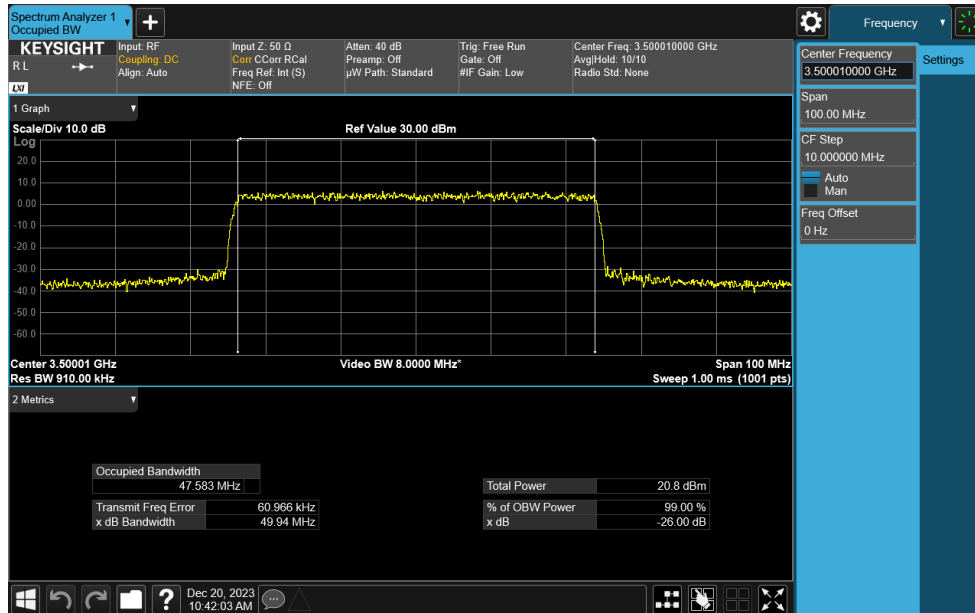 Spectrum Analyzer 1
Occupied BW
Frequency
KEYSIGHT
R L
LXI
Input: RF
Coupling: DC
Align: Auto
Input Z: 50 Ω
Corr CCorr RCal
Freq Ref: Int (S)
NFE: Off
Atten: 40 dB
Preamp: Off
µW Path: Standard
Trig: Free Run
Gate: Off
#IF Gain: Low
Center Freq: 3.500010000 GHz
Avg|Hold: 10/10
Radio Std: None
Center Frequency
3.500010000 GHz
Settings
Span
100.00 MHz
CF Step
10.000000 MHz
Auto
Man
Freq Offset
0 Hz
1 Graph
Scale/Div 10.0 dB
Ref Value 30.00 dBm
Log
20.0
10.0
0.00
-10.0
-20.0
-30.0
-40.0
-50.0
-60.0
Center 3.50001 GHz
Video BW 8.0000 MHz*
Span 100 MHz
Res BW 910.00 kHz
Sweep 1.00 ms (1001 pts)
2 Metrics
Occupied Bandwidth
47.583 MHz
Total Power 20.8 dBm
Transmit Freq Error 60.966 kHz
% of OBW Power 99.00 %
x dB Bandwidth 49.94 MHz
x dB -26.00 dB
?
Dec 20, 2023
10:42:03 AM